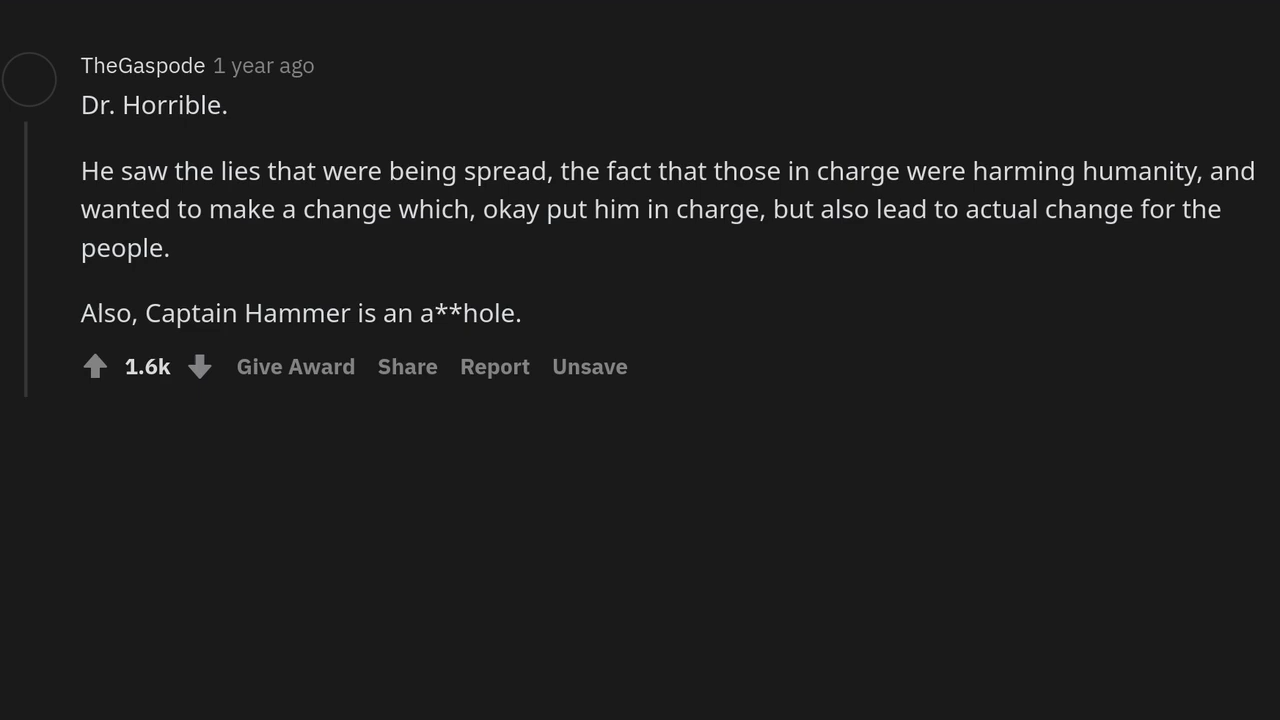 TheGaspode 1 year ago
Dr. Horrible.
He saw the lies that were being spread, the fact that those in charge were harming humanity, and
wanted to make a change which, okay put him in charge, but also lead to actual change for the
people.
Also, Captain Hammer is an a**hole.
1.6k Give Award Share Report Unsave